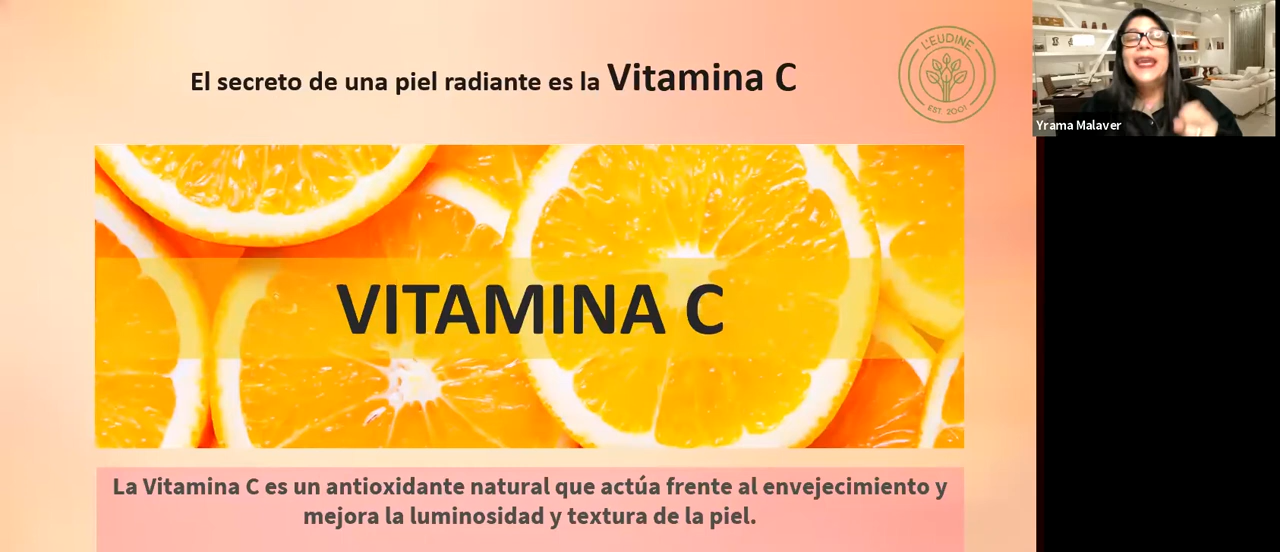 El secreto de una piel radiante es la Vitamina C
L'EUDINE
EST. 2001
Yrama Malaver
VITAMINA C
La Vitamina C es un antioxidante natural que actúa frente al envejecimiento y
mejora la luminosidad y textura de la piel.